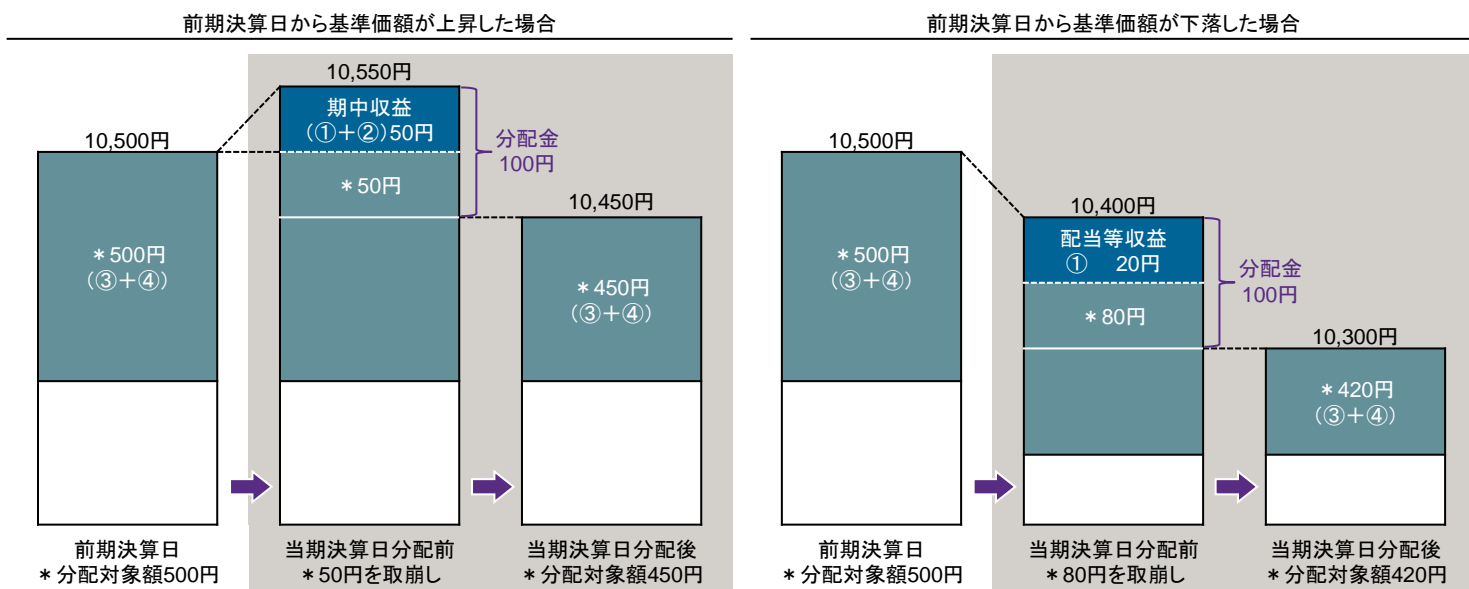 前期決算日から基準価額が上昇した場合
10,500円
＊500円
（③＋④）
前期決算日
＊分配対象額500円
10,550円
期中収益
（①＋②）50円
＊50円
分配金
100円
当期決算日分配前
＊50円を取崩し
10,450円
＊450円
（③＋④）
当期決算日分配後
＊分配対象額450円
前期決算日から基準価額が下落した場合
10,500円
＊500円
（③＋④）
前期決算日
＊分配対象額500円
10,400円
配当等収益
①　20円
＊80円
分配金
100円
当期決算日分配前
＊80円を取崩し
10,300円
＊420円
（③＋④）
当期決算日分配後
＊分配対象額420円